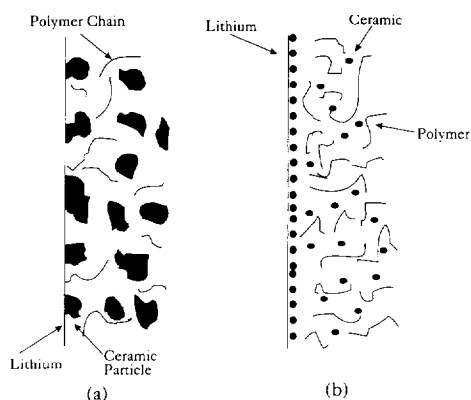 Polymer Chain
Lithium
Ceramic
Particle
(a)
Lithium
Ceramic
Polymer
(b)